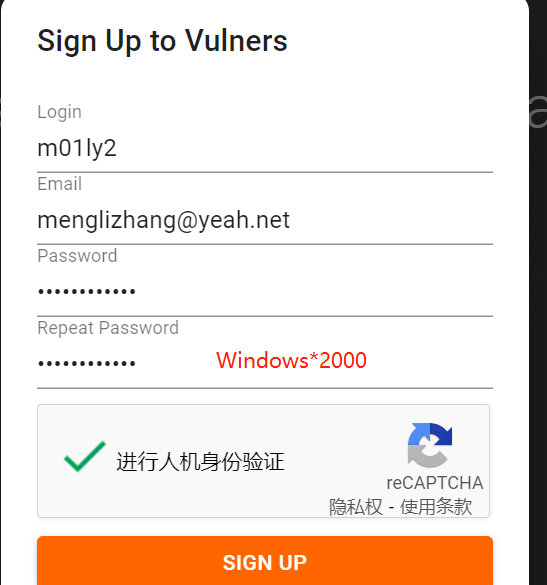 Sign Up to Vulners
Login
m01ly2
Email
menglizhang@yeah.net
Password
••••••••••••
Repeat Password
•••••••••••• Windows*2000
进行人机身份验证
reCAPTCHA
隐私权 - 使用条款
SIGN UP